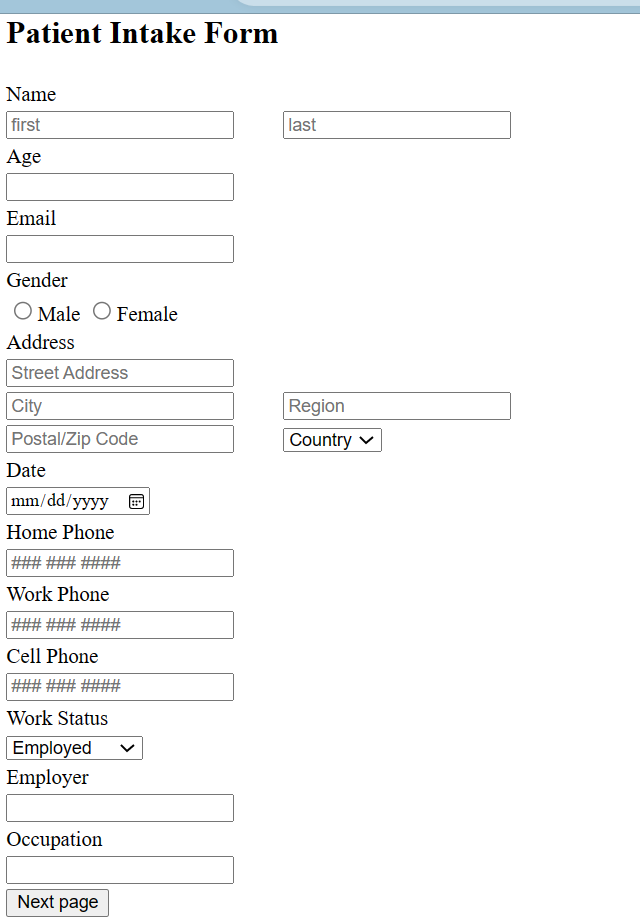 Patient Intake Form
Name
first last
Age
Email
Gender
Male Female
Address
Street Address
City Region
Postal/Zip Code Country
Date
mm/dd/yyyy
Home Phone
### ### ####
Work Phone
### ### ####
Cell Phone
### ### ####
Work Status
Employed
Employer
Occupation
Next page